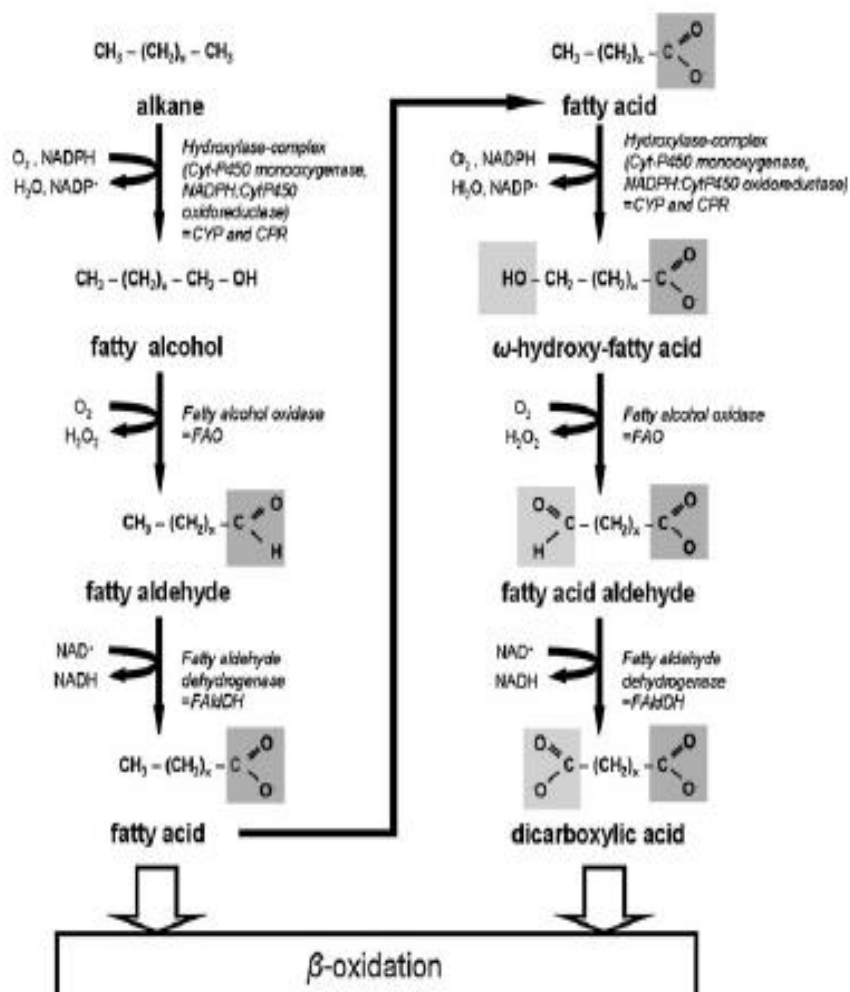 CH₃ – (CH₂)ₓ – CH₃
alkane
O₂ , NADPH
H₂O, NADP⁺
Hydroxylase-complex
(Cyt-P450 monooxygenase,
NADPH:CytP450
oxidoreductase)
=CYP and CPR
CH₃ – (CH₂)ₓ – CH₂ – OH
fatty alcohol
O₂
H₂O₂
Fatty alcohol oxidase
=FAO
CH₃ – (CH₂)ₓ – C
O
H
fatty aldehyde
NAD⁺
NADH
Fatty aldehyde
dehydrogenase
=FAldDH
CH₃ – (CH₂)ₓ – C
O
O
fatty acid
CH₃ – (CH₂)ₓ – C
O
O⁻
fatty acid
O₂ , NADPH
H₂O, NADP⁺
Hydroxylase-complex
(Cyt-P450 monooxygenase,
NADPH:CytP450 oxidoreductase)
=CYP and CPR
HO – CH₂ – (CH₂)ₓ – C
O
O⁻
ω-hydroxy-fatty acid
O₂
H₂O₂
Fatty alcohol oxidase
=FAO
O
H
C – (CH₂)ₓ – C
O
O⁻
fatty acid aldehyde
NAD⁺
NADH
Fatty aldehyde
dehydrogenase
=FAldDH
O
O⁻
C – (CH₂)ₓ – C
O
O⁻
dicarboxylic acid
β-oxidation